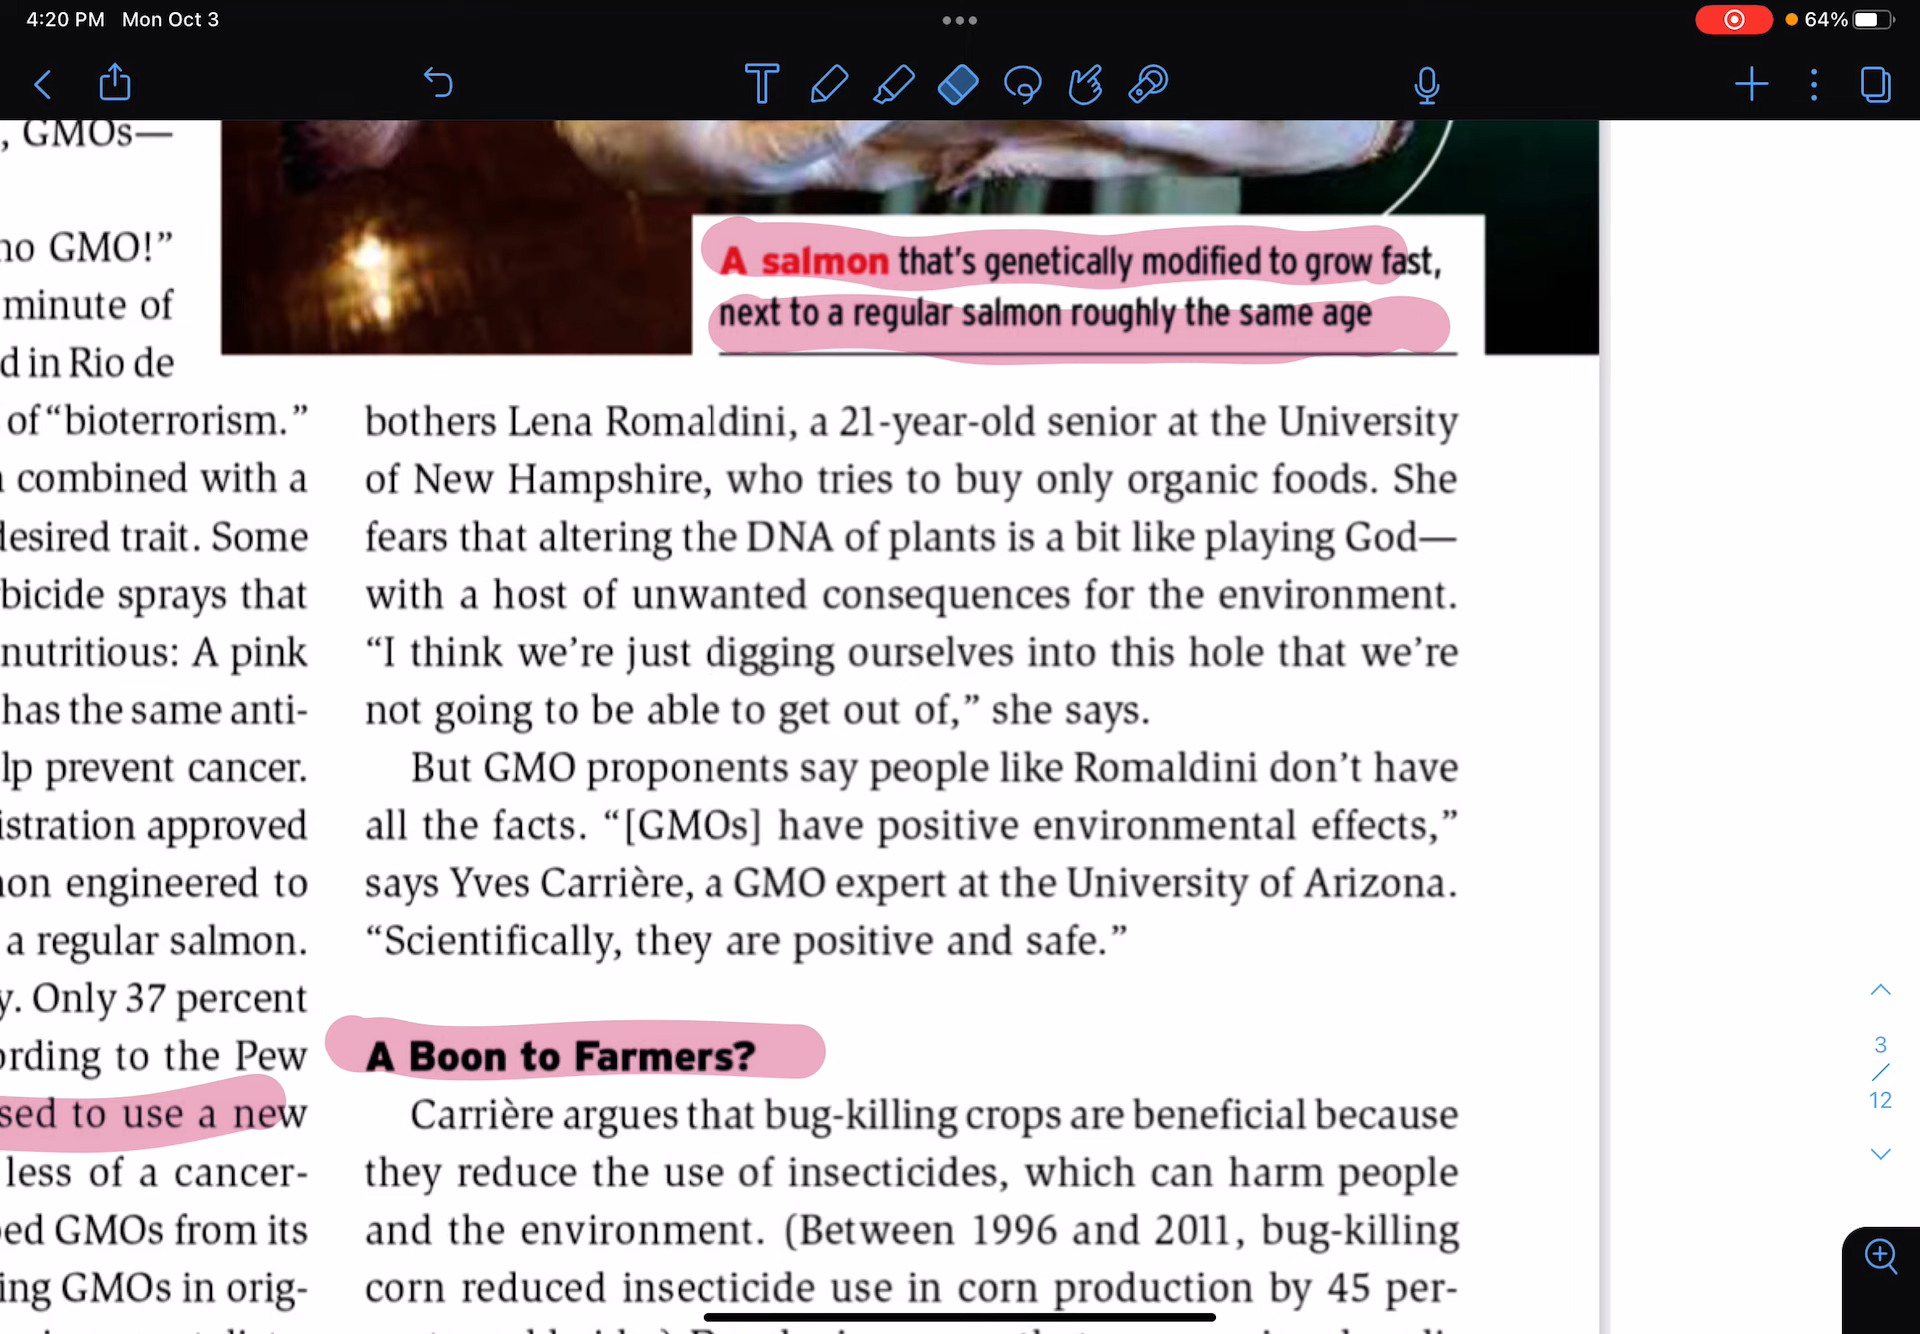 4:20 PM Mon Oct 3
64%
, GMOs—
no GMO!”
minute of
d in Rio de
of “bioterrorism.”
combined with a
desired trait. Some
bicide sprays that
nutritious: A pink
has the same anti-
lp prevent cancer.
istration approved
on engineered to
a regular salmon.
y. Only 37 percent
ording to the Pew
sed to use a new
less of a cancer-
ed GMOs from its
ing GMOs in orig-
A salmon that’s genetically modified to grow fast,
next to a regular salmon roughly the same age
bothers Lena Romaldini, a 21-year-old senior at the University
of New Hampshire, who tries to buy only organic foods. She
fears that altering the DNA of plants is a bit like playing God—
with a host of unwanted consequences for the environment.
“I think we’re just digging ourselves into this hole that we’re
not going to be able to get out of,” she says.
But GMO proponents say people like Romaldini don’t have
all the facts. “[GMOs] have positive environmental effects,”
says Yves Carrière, a GMO expert at the University of Arizona.
“Scientifically, they are positive and safe.”
A Boon to Farmers?
Carrière argues that bug-killing crops are beneficial because
they reduce the use of insecticides, which can harm people
and the environment. (Between 1996 and 2011, bug-killing
corn reduced insecticide use in corn production by 45 per-
3
/
12